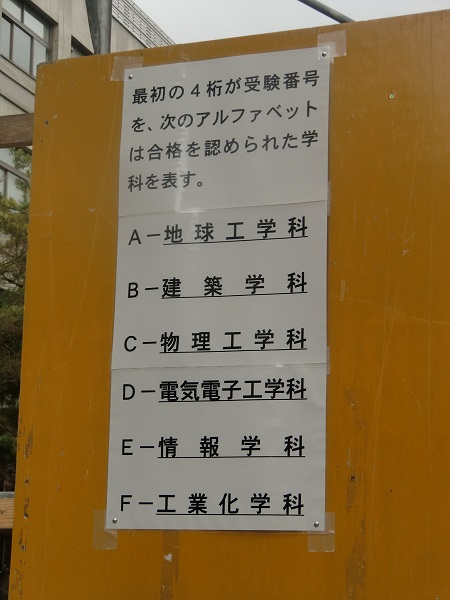 最初の４桁が受験番号
を、次のアルファベット
は合格を認められた学
科を表す。
A－地球工学科
B－建築学科
C－物理工学科
D－電気電子工学科
E－情報学科
F－工業化学科